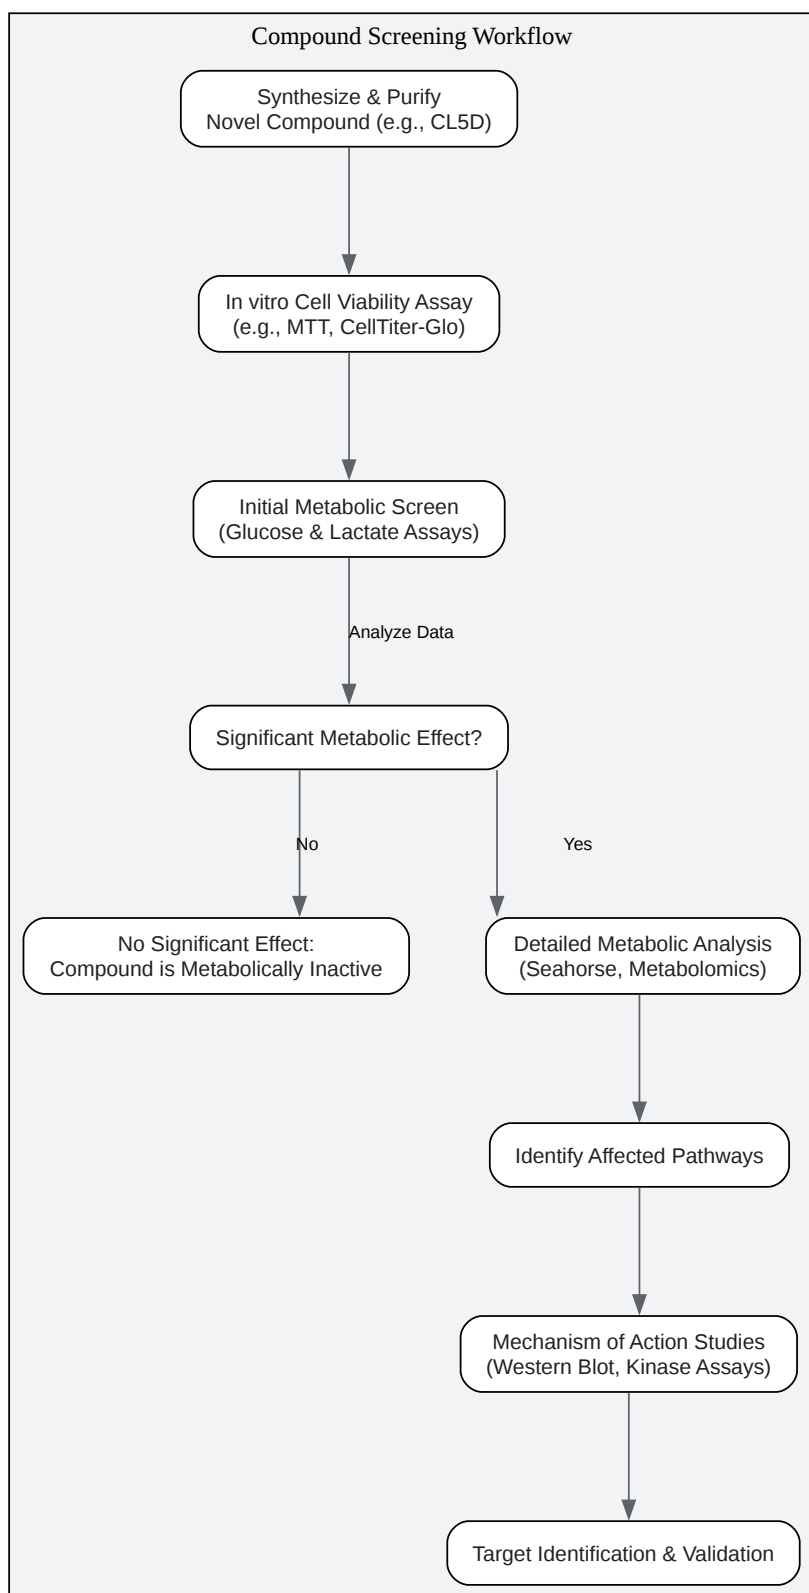 Compound Screening Workflow
Synthesize & Purify
Novel Compound (e.g., CL5D)
In vitro Cell Viability Assay
(e.g., MTT, CellTiter-Glo)
Initial Metabolic Screen
(Glucose & Lactate Assays)
Analyze Data
Significant Metabolic Effect?
No
Yes
No Significant Effect:
Compound is Metabolically Inactive
Detailed Metabolic Analysis
(Seahorse, Metabolomics)
Identify Affected Pathways
Mechanism of Action Studies
(Western Blot, Kinase Assays)
Target Identification & Validation